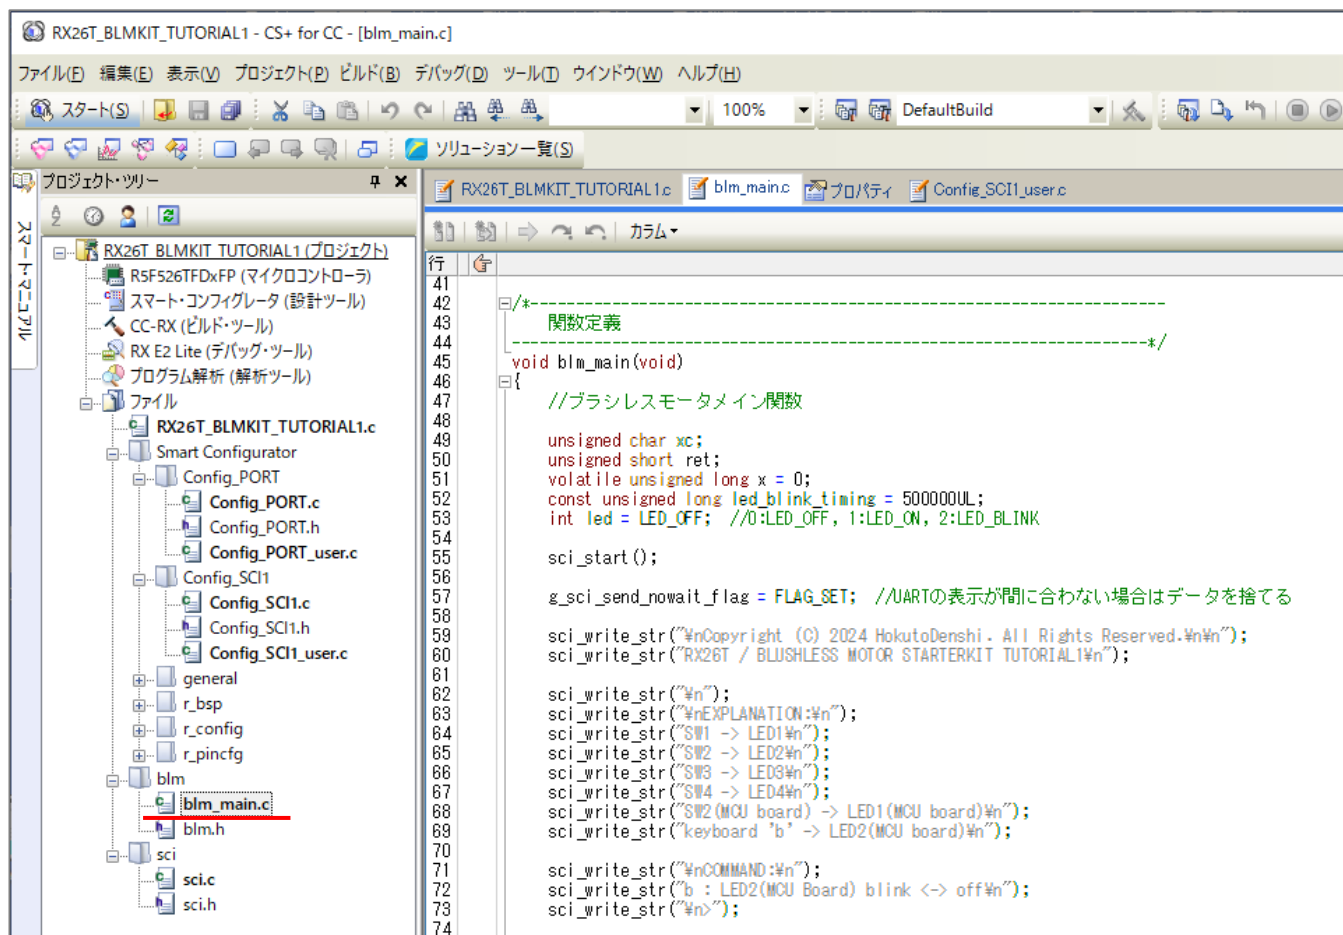 RX26T_BLMKIT_TUTORIAL1 - CS+ for CC - [blm_main.c]
ファイル(F) 編集(E) 表示(V) プロジェクト(P) ビルド(B) デバッグ(D) ツール(T) ウインドウ(W) ヘルプ(H)
スタート(S) 100% DefaultBuild
ソリューション一覧(S)
スマート・マニュアル
プロジェクト・ツリー
RX26T_BLMKIT_TUTORIAL1 (プロジェクト)
R5F526TFDxFP (マイクロコントローラ)
スマート・コンフィグレータ (設計ツール)
CC-RX (ビルド・ツール)
RX E2 Lite (デバッグ・ツール)
プログラム解析 (解析ツール)
ファイル
RX26T_BLMKIT_TUTORIAL1.c
Smart Configurator
Config_PORT
Config_PORT.c
Config_PORT.h
Config_PORT_user.c
Config_SCI1
Config_SCI1.c
Config_SCI1.h
Config_SCI1_user.c
general
r_bsp
r_config
r_pincfg
blm
blm_main.c
blm.h
sci
sci.c
sci.h
RX26T_BLMKIT_TUTORIAL1.c blm_main.c プロパティ Config_SCI1_user.c
カラム
行
41
42 /*----------------------------------------------------------------------
43 関数定義
44 ----------------------------------------------------------------------*/
45 void blm_main(void)
46 {
47 //ブラシレスモータメイン関数
48
49 unsigned char xc;
50 unsigned short ret;
51 volatile unsigned long x = 0;
52 const unsigned long led_blink_timing = 500000UL;
53 int led = LED_OFF; //0:LED_OFF, 1:LED_ON, 2:LED_BLINK
54
55 sci_start();
56
57 g_sci_send_nowait_flag = FLAG_SET; //UARTの表示が間に合わない場合はデータを捨てる
58
59 sci_write_str("¥nCopyright (C) 2024 HokutoDenshi. All Rights Reserved.¥n¥n");
60 sci_write_str("RX26T / BLUSHLESS MOTOR STARTERKIT TUTORIAL1¥n");
61
62 sci_write_str("¥n");
63 sci_write_str("¥nEXPLANATION:¥n");
64 sci_write_str("SW1 -> LED1¥n");
65 sci_write_str("SW2 -> LED2¥n");
66 sci_write_str("SW3 -> LED3¥n");
67 sci_write_str("SW4 -> LED4¥n");
68 sci_write_str("SW2(MCU board) -> LED1(MCU board)¥n");
69 sci_write_str("keyboard 'b' -> LED2(MCU board)¥n");
70
71 sci_write_str("¥nCOMMAND:¥n");
72 sci_write_str("b : LED2(MCU Board) blink <-> off¥n");
73 sci_write_str("¥n>");
74